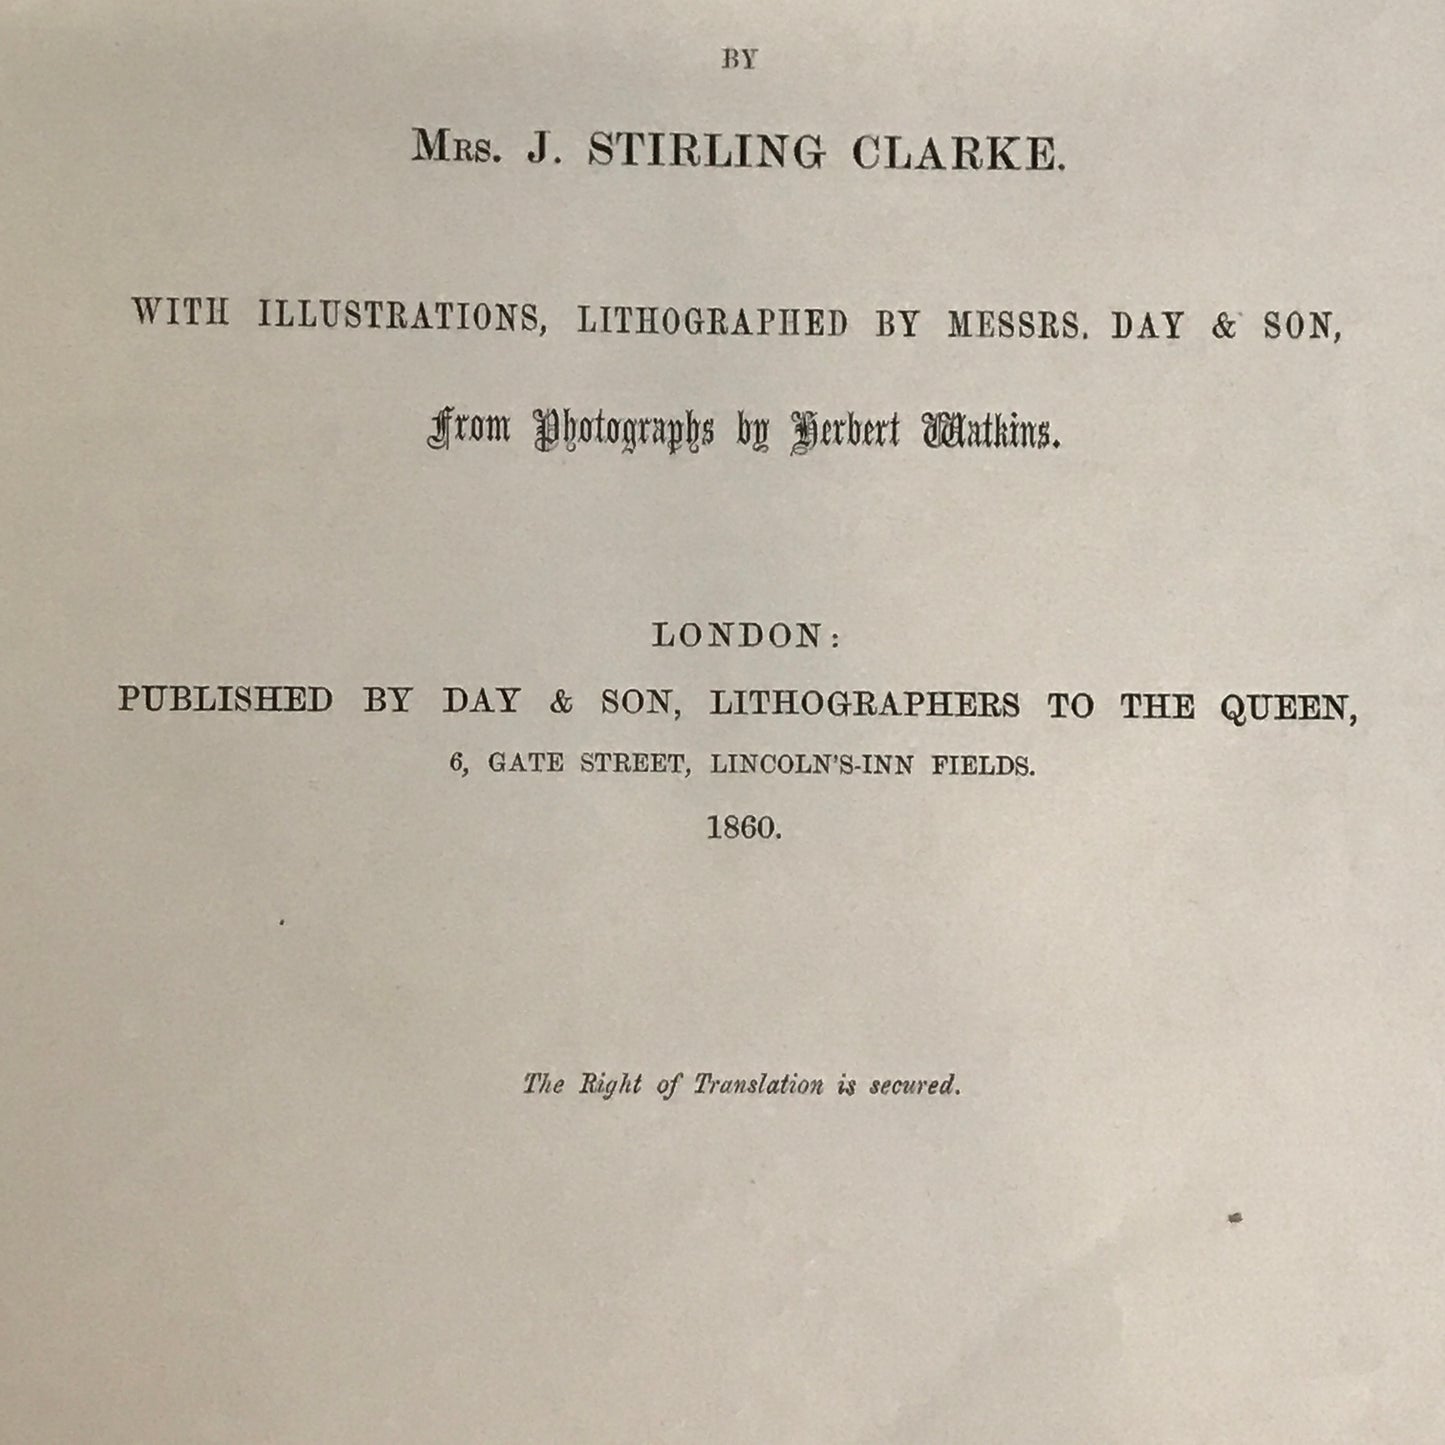 BY
MRS. J. STIRLING CLARKE.
WITH ILLUSTRATIONS, LITHOGRAPHED BY MESSRS. DAY & SON,
From Photographs by Herbert Watkins.
LONDON:
PUBLISHED BY DAY & SON, LITHOGRAPHERS TO THE QUEEN,
6, GATE STREET, LINCOLN'S-INN FIELDS.
1860.
The Right of Translation is secured.